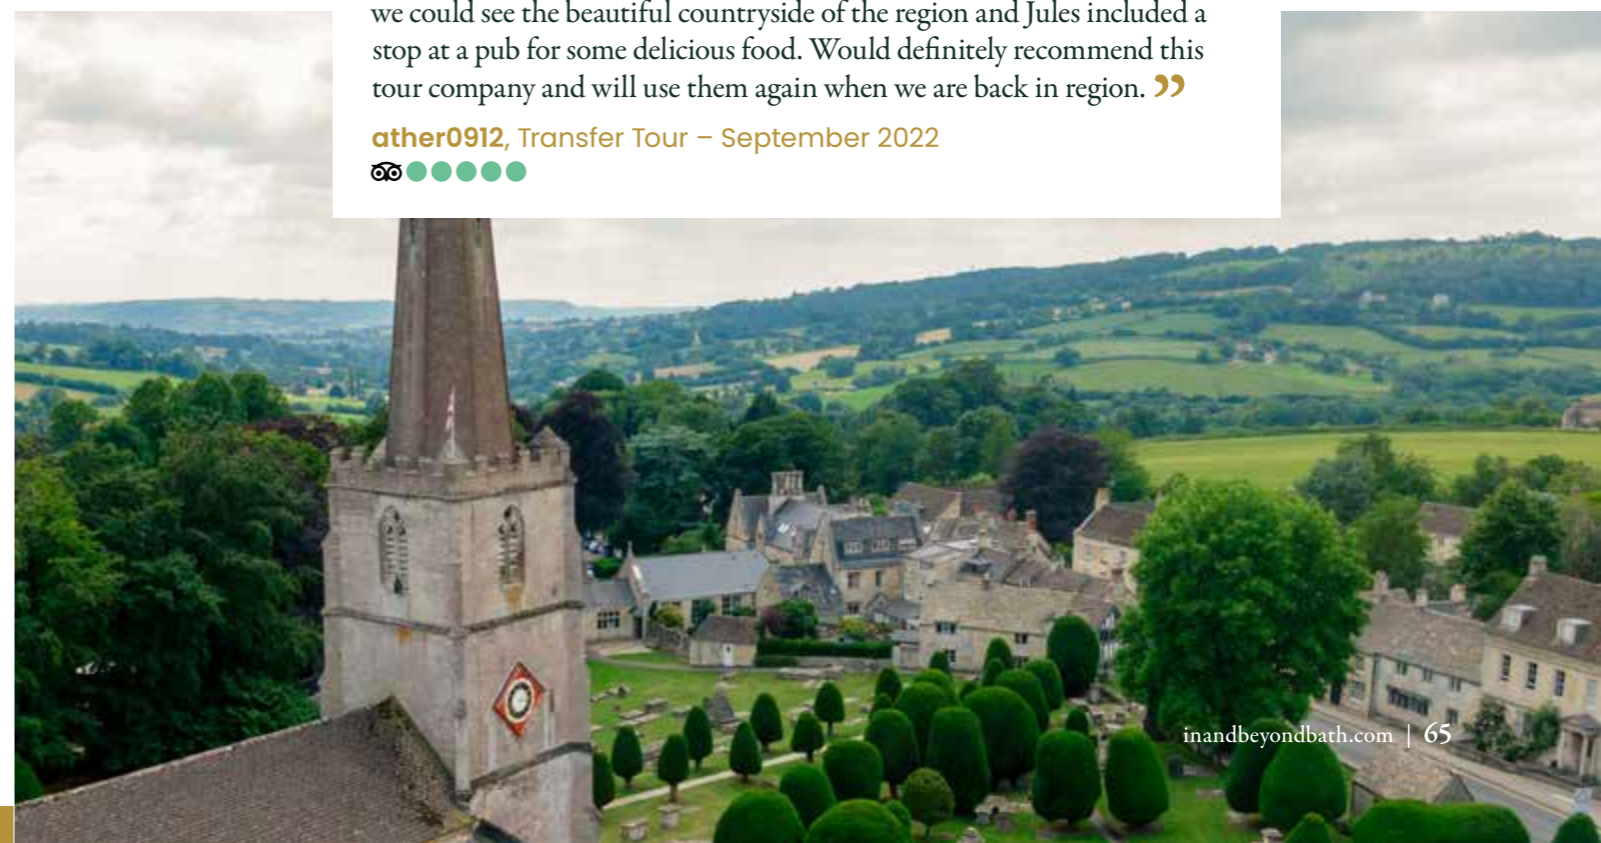 we could see the beautiful countryside of the region and Jules included a
stop at a pub for some delicious food. Would definitely recommend this
tour company and will use them again when we are back in region. ”
ather0912, Transfer Tour – September 2022
inandbeyondbath.com | 65